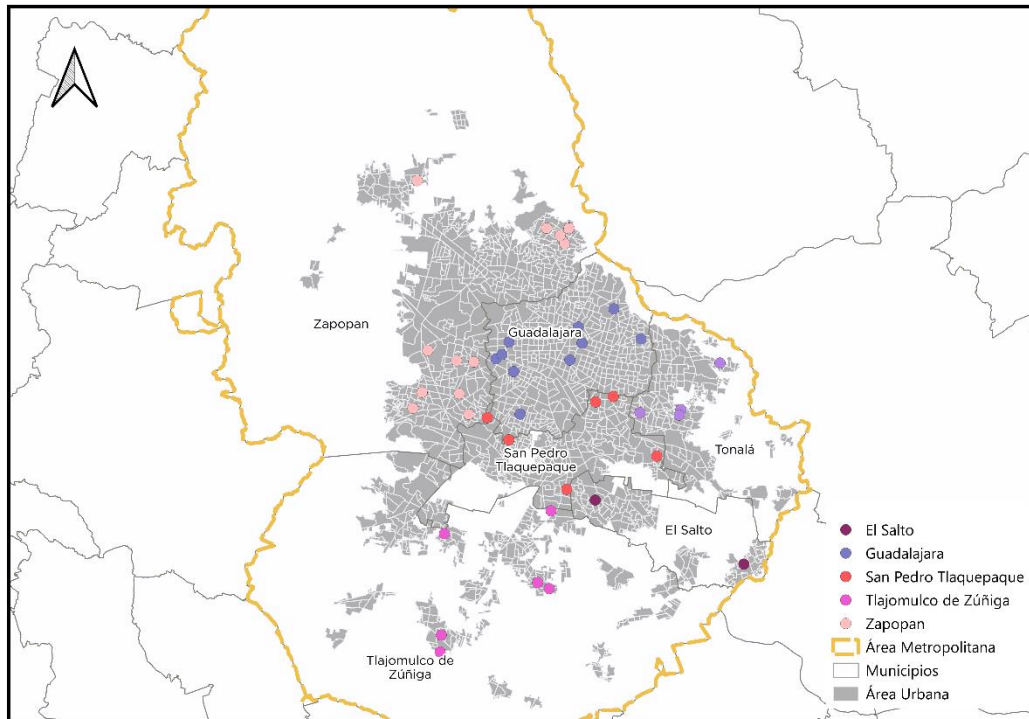 Zapopan
Guadalajara
San Pedro
Tlaquepaque
Tonalá
El Salto
Tlajomulco de
Zúñiga
El Salto
Guadalajara
San Pedro Tlaquepaque
Tlajomulco de Zúñiga
Zapopan
Área Metropolitana
Municipios
Área Urbana